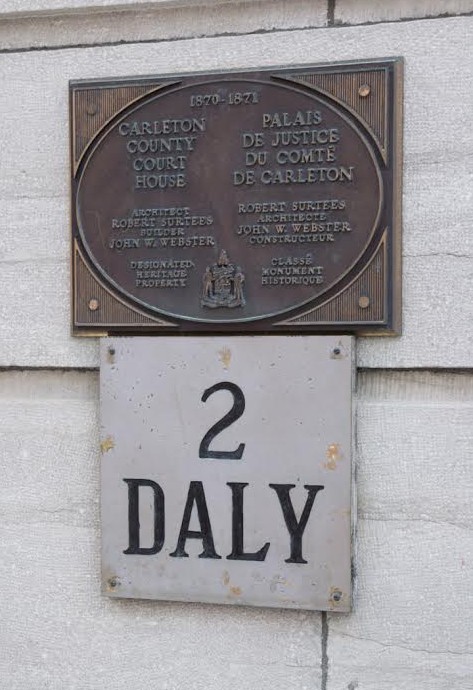 1870-1871
CARLETON
COUNTY
COURT
HOUSE
ARCHITECT
ROBERT SURTEES
BUILDER
JOHN W. WEBSTER
DESIGNATED
HERITAGE
PROPERTY
PALAIS
DE JUSTICE
DU COMTÉ
DE CARLETON
ROBERT SURTEES
ARCHITECTE
JOHN W. WEBSTER
CONSTRUCTEUR
CLASSÉ
MONUMENT
HISTORIQUE
2
DALY